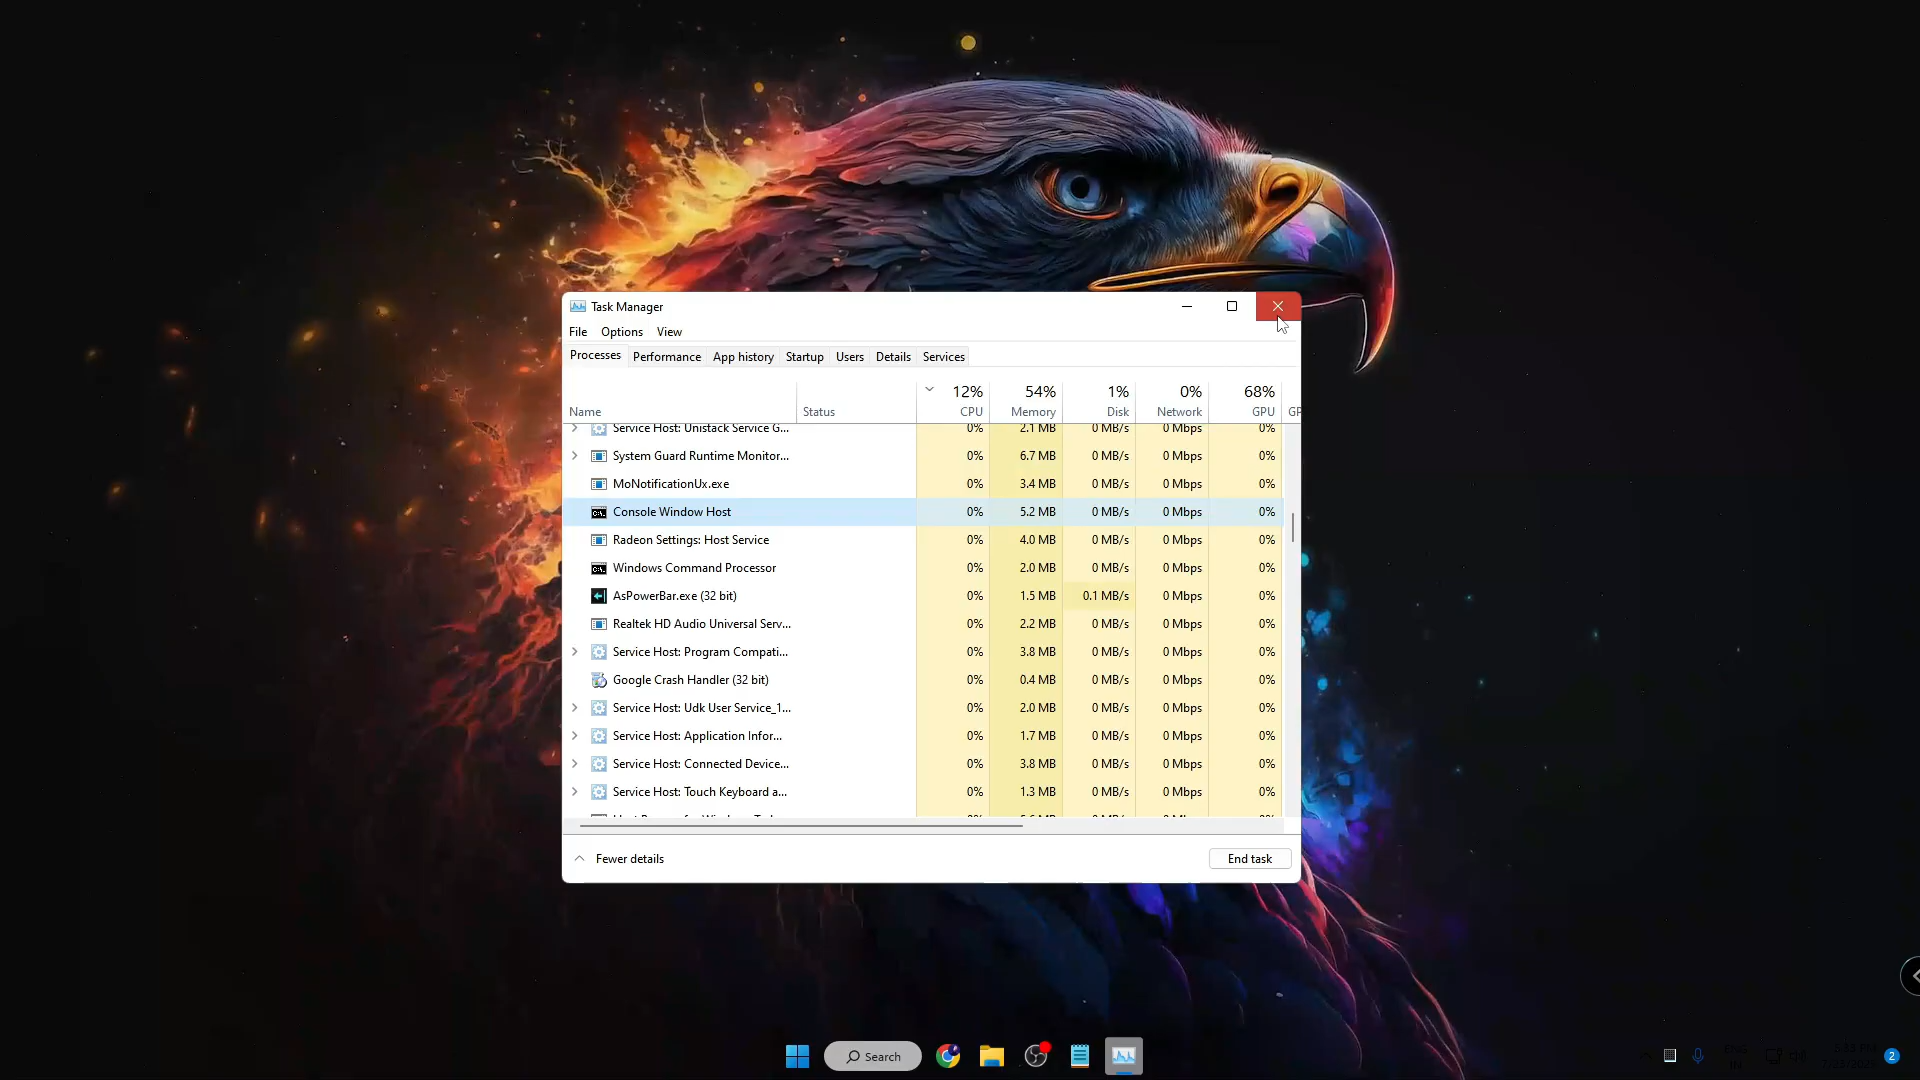 Task Manager
File Options View
Processes Performance App history Startup Users Details Services
12% 54% 1% 0% 68%
Name Status CPU Memory Disk Network GPU GP
Service Host: Unistack Service G... 0% 2.1 MB 0 MB/s 0 Mbps 0%
System Guard Runtime Monitor... 0% 6.7 MB 0 MB/s 0 Mbps 0%
MoNotificationUx.exe 0% 3.4 MB 0 MB/s 0 Mbps 0%
Console Window Host 0% 5.2 MB 0 MB/s 0 Mbps 0%
Radeon Settings: Host Service 0% 4.0 MB 0 MB/s 0 Mbps 0%
Windows Command Processor 0% 2.0 MB 0 MB/s 0 Mbps 0%
AsPowerBar.exe (32 bit) 0% 1.5 MB 0.1 MB/s 0 Mbps 0%
Realtek HD Audio Universal Serv... 0% 2.2 MB 0 MB/s 0 Mbps 0%
Service Host: Program Compati... 0% 3.8 MB 0 MB/s 0 Mbps 0%
Google Crash Handler (32 bit) 0% 0.4 MB 0 MB/s 0 Mbps 0%
Service Host: Udk User Service_1... 0% 2.0 MB 0 MB/s 0 Mbps 0%
Service Host: Application Infor... 0% 1.7 MB 0 MB/s 0 Mbps 0%
Service Host: Connected Device... 0% 3.8 MB 0 MB/s 0 Mbps 0%
Service Host: Touch Keyboard a... 0% 1.3 MB 0 MB/s 0 Mbps 0%
Fewer details End task
Search
2